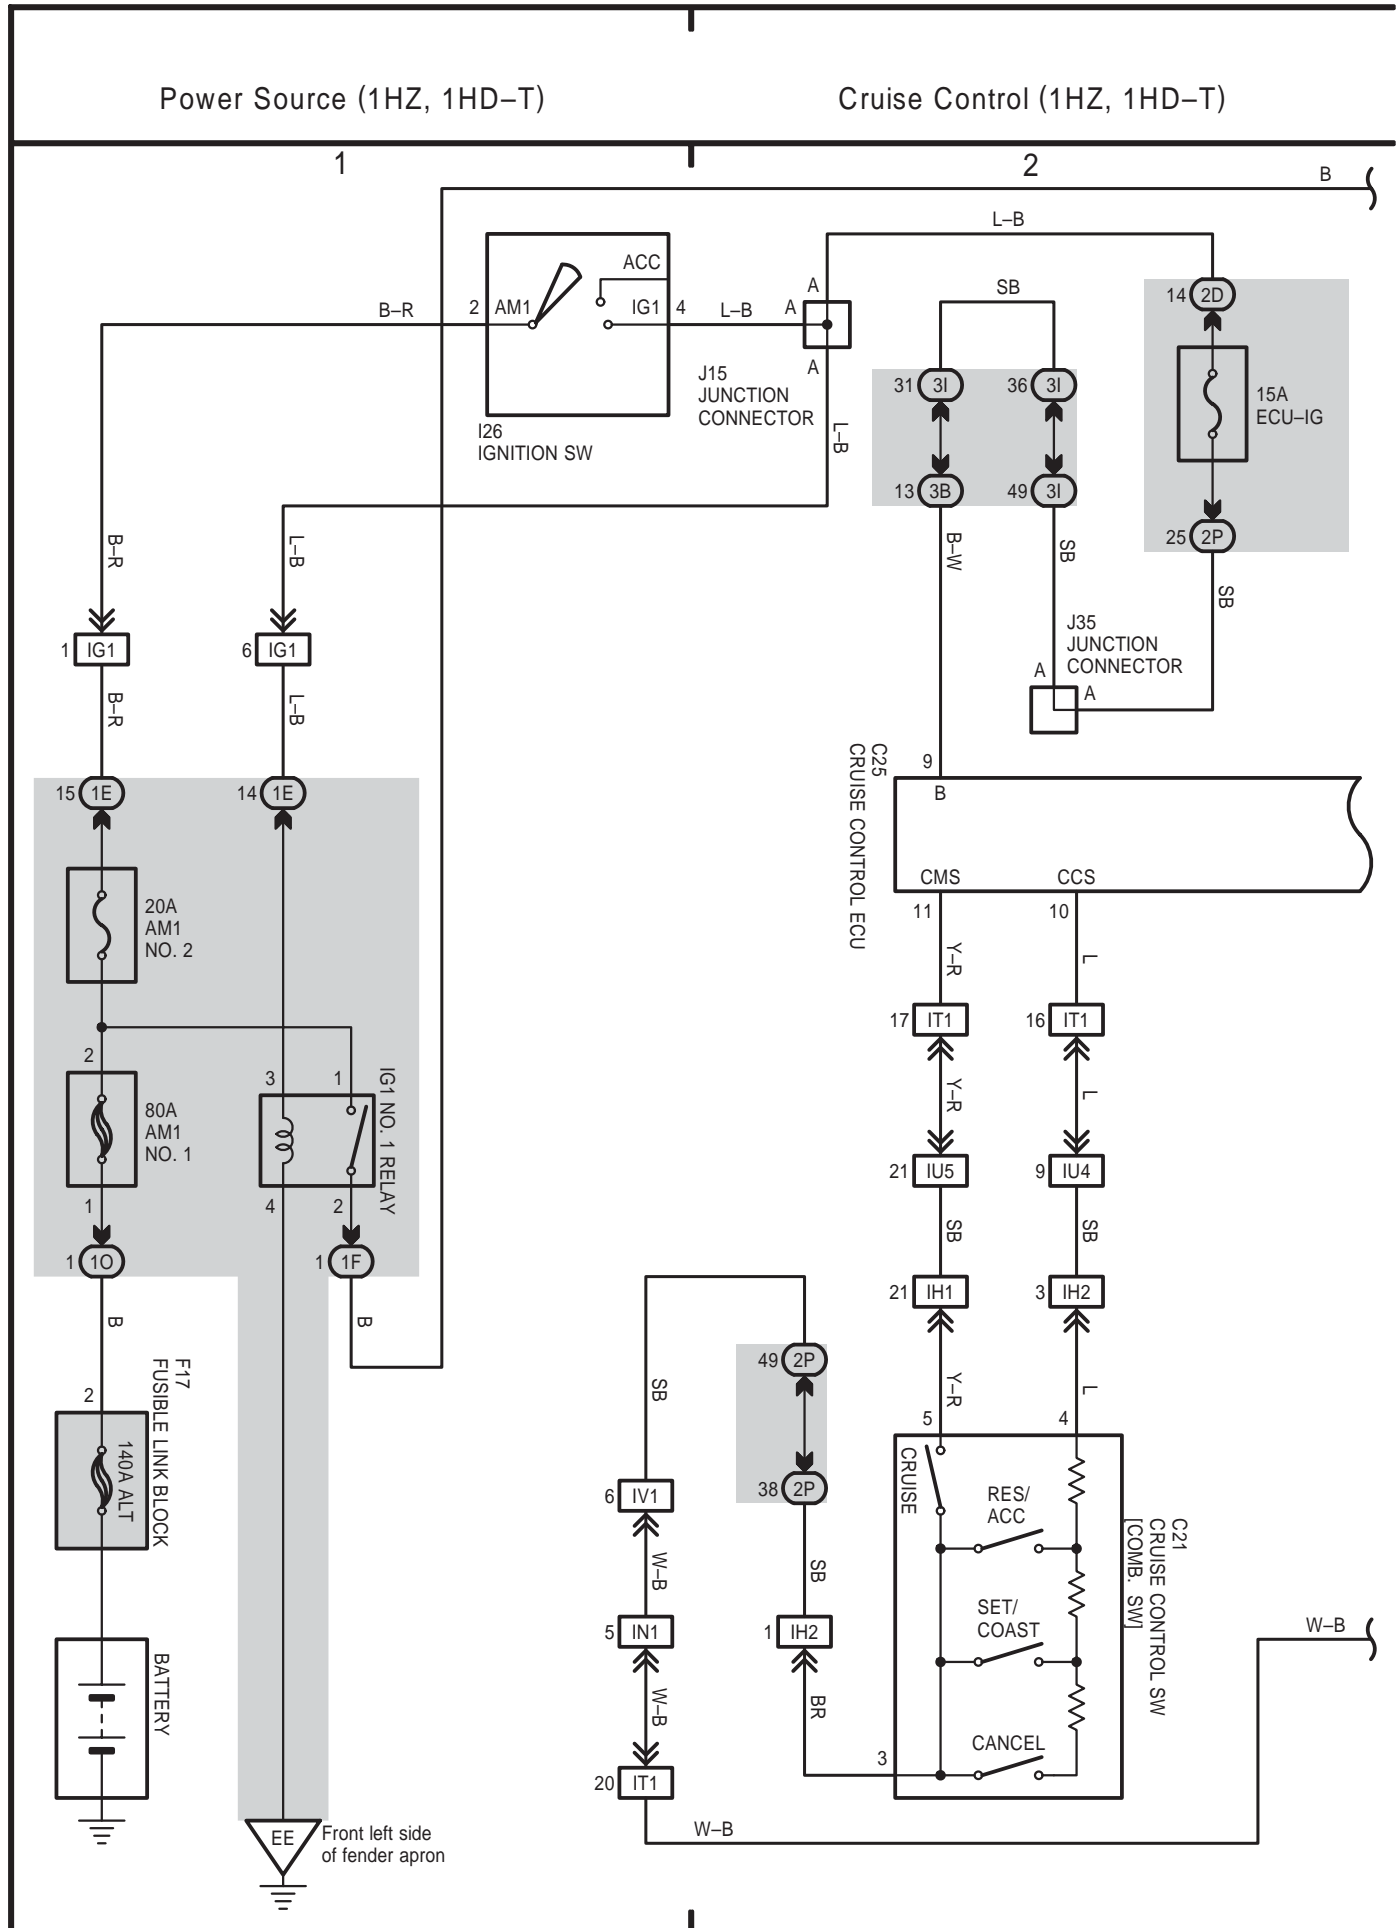 Power Source (1HZ, 1HD–T)
Cruise Control (1HZ, 1HD–T)
1
2
B
L–B
ACC
B–R
2
AM1
IG1
4
L–B
A
A
A
J15
JUNCTION
CONNECTOR
I26
IGNITION SW
L–B
SB
31
3I
36
3I
13
3B
49
3I
14
2D
15A
ECU–IG
25
2P
B–R
L–B
B–W
SB
SB
1
IG1
6
IG1
J35
JUNCTION
CONNECTOR
A
A
B–R
L–B
15
1E
14
1E
C25
CRUISE CONTROL ECU
9
B
CMS
CCS
11
10
20A
AM1
NO. 2
Y–R
L
17
IT1
16
IT1
2
3
1
80A
AM1
NO. 1
IG1 NO. 1 RELAY
Y–R
L
1
4
2
21
IU5
9
IU4
1
1O
1
1F
SB
SB
B
B
21
IH1
3
IH2
F17
FUSIBLE LINK BLOCK
2
140A ALT
49
2P
SB
Y–R
L
5
4
38
2P
CRUISE
RES/
ACC
6
IV1
C21
CRUISE CONTROL SW
[COMB. SW]
W–B
SB
5
IN1
1
IH2
SET/
COAST
W–B
BATTERY
W–B
BR
3
CANCEL
20
IT1
W–B
EE
Front left side
of fender apron